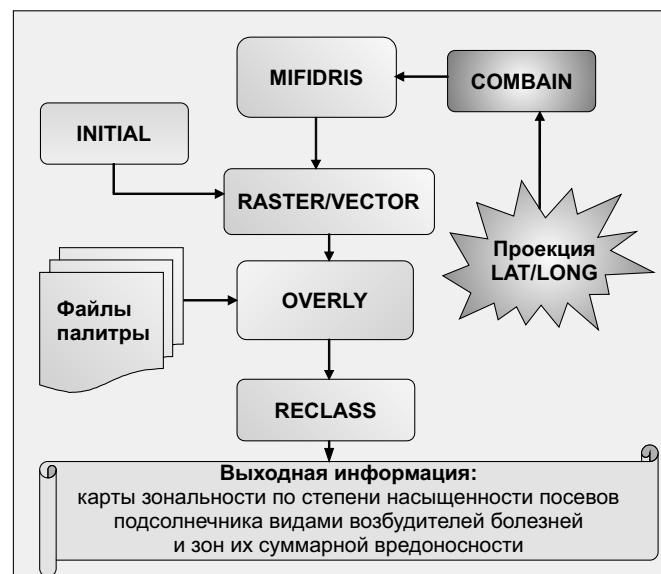 MIFIDRIS
COMBAIN
INITIAL
RASTER/VECTOR
Проекция
LAT/LONG
Файлы
палитры
OVERLY
RECLASS
Выходная информация:
карты зональности по степени насыщенности посевов
подсолнечника видами возбудителей болезней
и зон их суммарной вредоносности